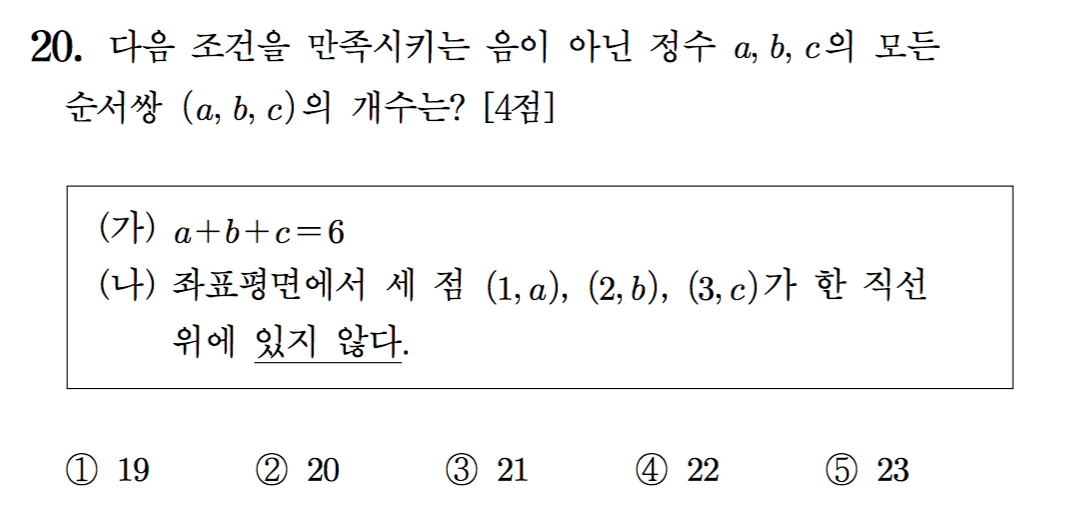 20. 다음 조건을 만족시키는 음이 아닌 정수 a, b, c의 모든
순서쌍 (a, b, c)의 개수는? [4점]
(가) a+b+c=6
(나) 좌표평면에서 세 점 (1, a), (2, b), (3, c)가 한 직선
위에 있지 않다.
① 19 ② 20 ③ 21 ④ 22 ⑤ 23